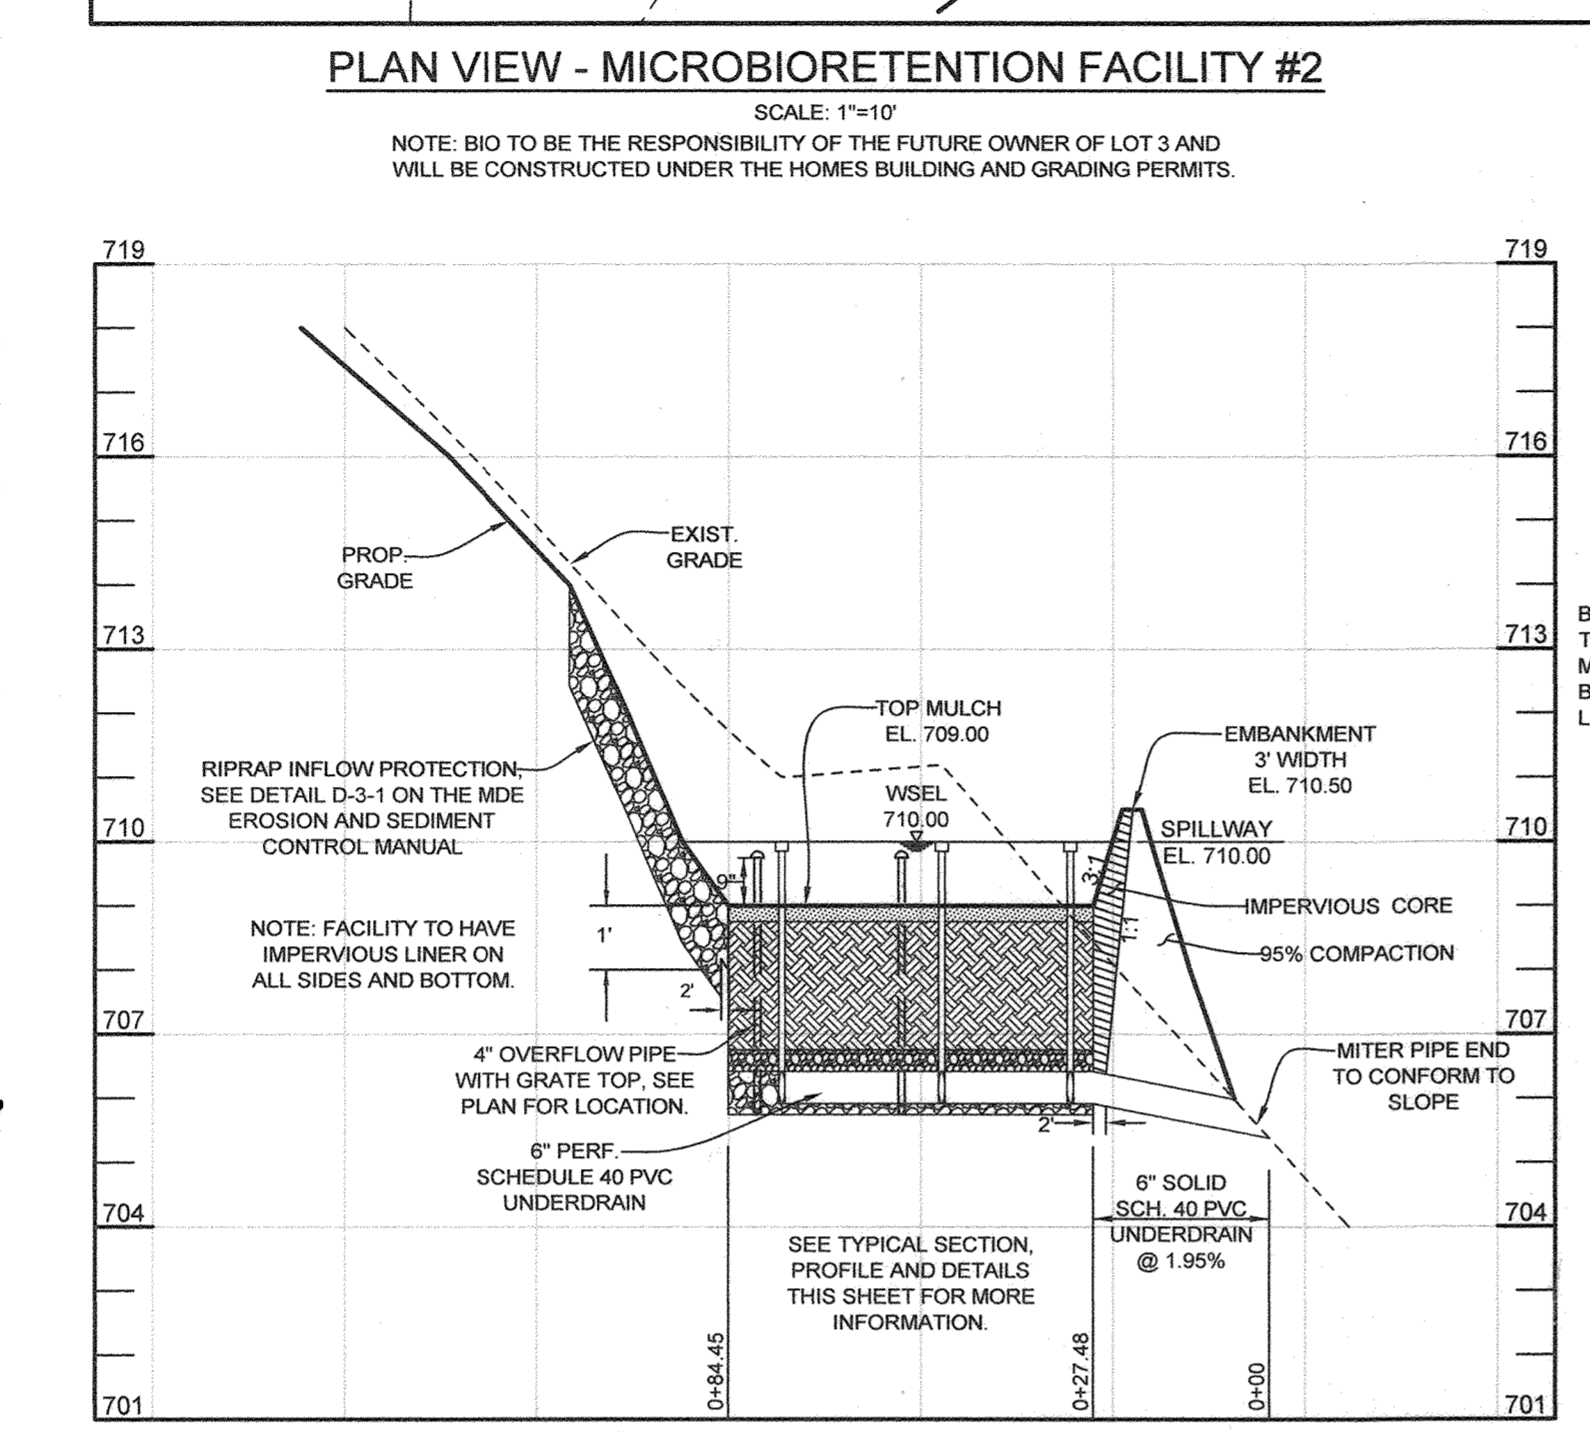 PLAN VIEW - MICROBIORETENTION FACILITY #2
SCALE: 1"=10'
NOTE: BIO TO BE THE RESPONSIBILITY OF THE FUTURE OWNER OF LOT 3 AND
WILL BE CONSTRUCTED UNDER THE HOMES BUILDING AND GRADING PERMITS.
719
719
716
716
EXIST.
GRADE
PROP.
GRADE
713
713
TOP MULCH
EL. 709.00
EMBANKMENT
3' WIDTH
EL. 710.50
RIPRAP INFLOW PROTECTION,
SEE DETAIL D-3-1 ON THE MDE
EROSION AND SEDIMENT
CONTROL MANUAL
WSEL
710.00
710
710
SPILLWAY
EL. 710.00
9"
3:1
1'
IMPERVIOUS CORE
1:1
NOTE: FACILITY TO HAVE
IMPERVIOUS LINER ON
ALL SIDES AND BOTTOM.
95% COMPACTION
2'
707
707
4" OVERFLOW PIPE
WITH GRATE TOP, SEE
PLAN FOR LOCATION.
MITER PIPE END
TO CONFORM TO
SLOPE
2'
6" PERF.
SCHEDULE 40 PVC
UNDERDRAIN
6" SOLID
SCH. 40 PVC
UNDERDRAIN
@ 1.95%
704
704
SEE TYPICAL SECTION,
PROFILE AND DETAILS
THIS SHEET FOR MORE
INFORMATION.
0+84.45
0+27.48
0+00
701
701
B
T
M
B
L